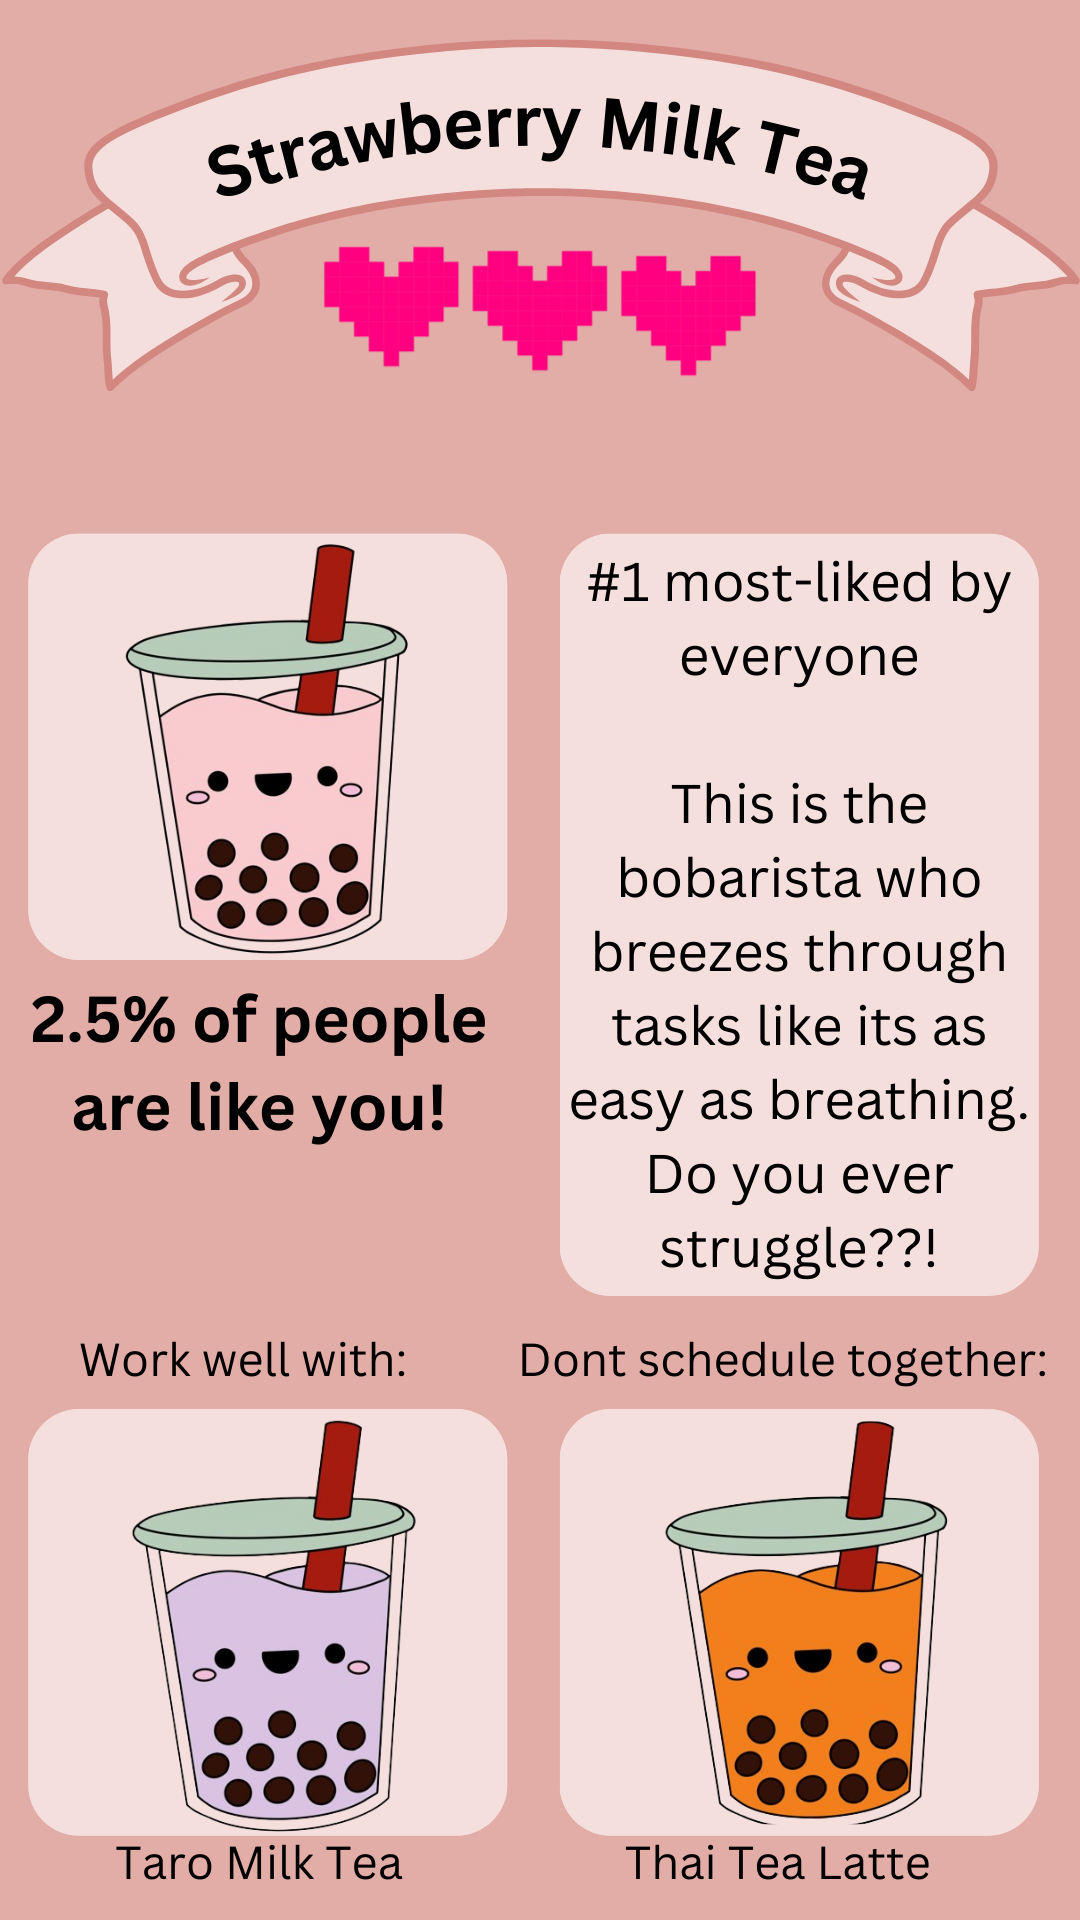 Strawberry Milk Tea
#1 most-liked by
everyone
This is the
bobarista who
breezes through
tasks like its as
easy as breathing.
Do you ever
struggle??!
2.5% of people
are like you!
Work well with:
Dont schedule together:
Taro Milk Tea
Thai Tea Latte